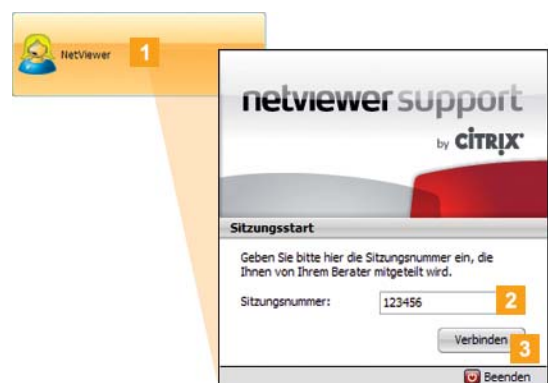 NetViewer 1
netviewer support
by CITRIX®
Sitzungsstart
Geben Sie bitte hier die Sitzungsnummer ein, die
Ihnen von Ihrem Berater mitgeteilt wird.
Sitzungsnummer: 123456 2
Verbinden 3
Beenden